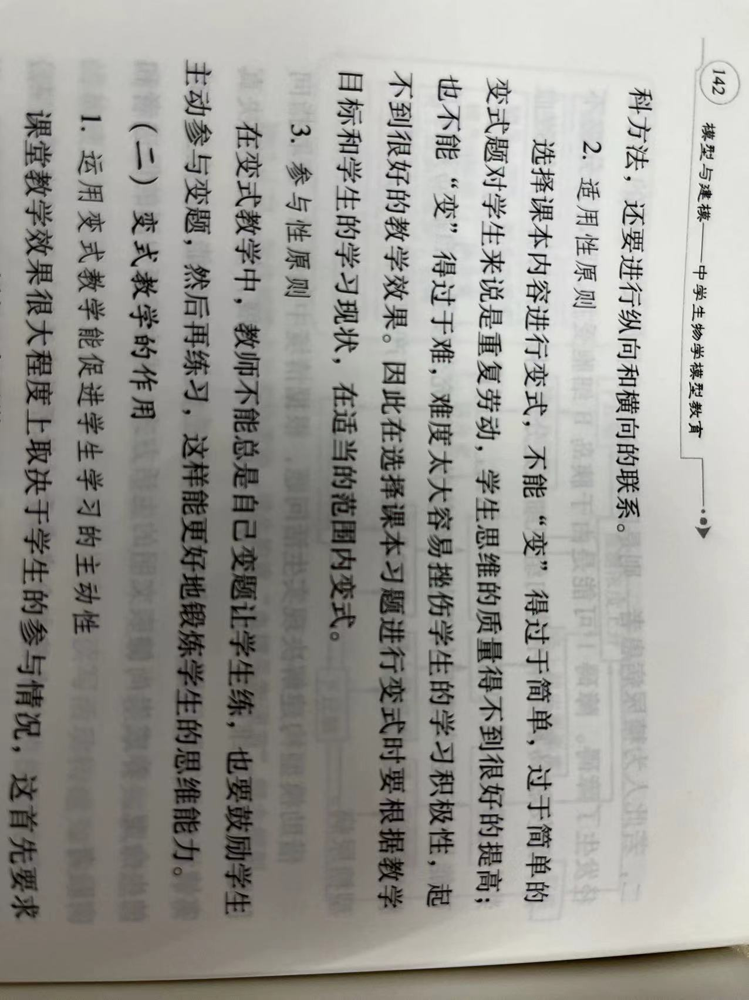 142
模型与建模——中学生物学模型教育
科方法，还要进行纵向和横向的联系。
2. 适用性原则
选择课本内容进行变式，不能“变”得过于简单，过于简单的
变式题对学生来说是重复劳动，学生思维的质量得不到很好的提高；
也不能“变”得过于难，难度太大容易挫伤学生的学习积极性，起
不到很好的教学效果。因此在选择课本习题进行变式时要根据教学
目标和学生的学习现状，在适当的范围内变式。
3. 参与性原则
在变式教学中，教师不能总是自己变题让学生练，也要鼓励学生
主动参与变题，然后再练习，这样能更好地锻炼学生的思维能力。
（二）变式教学的作用
1. 运用变式教学能促进学生学习的主动性
课堂教学效果很大程度上取决于学生的参与情况，这首先要求